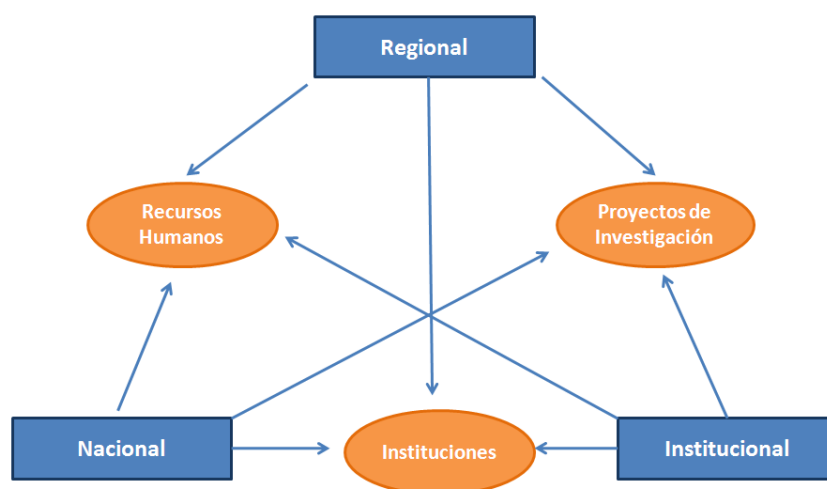 Regional
Recursos
Humanos
Proyectos de
Investigación
Nacional
Instituciones
Institucional